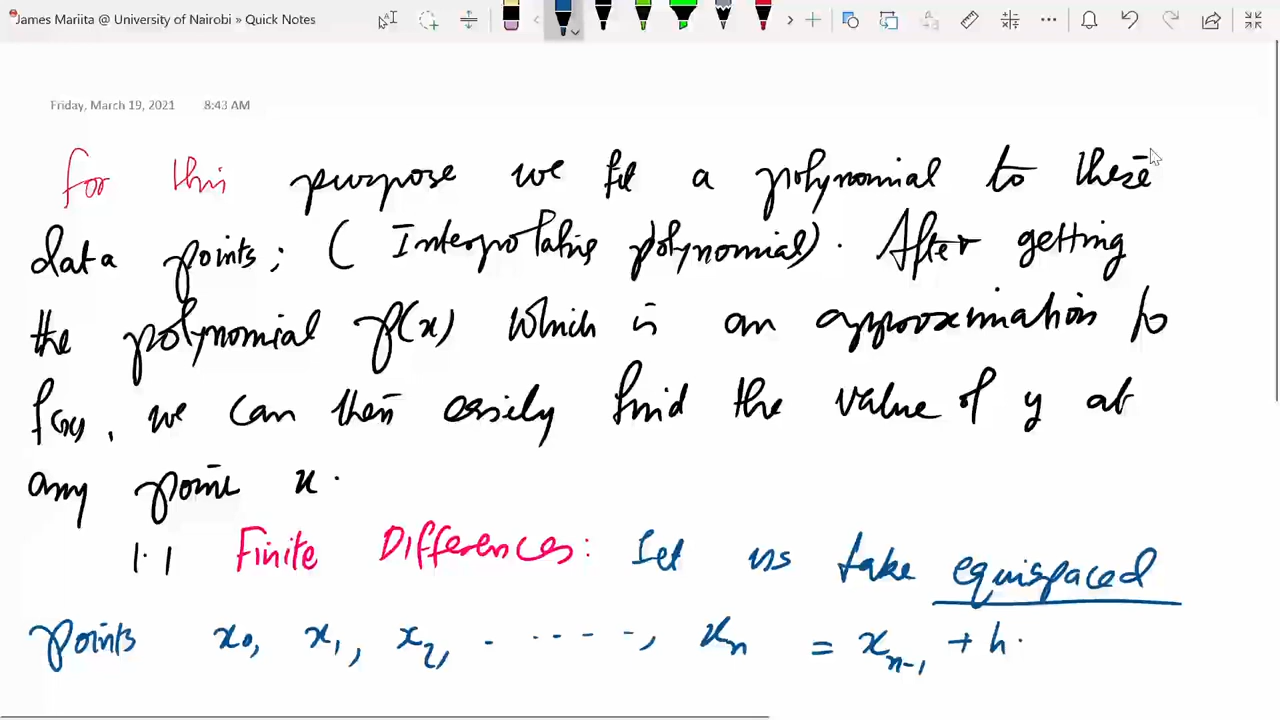 James Mariita @ University of Nairobi » Quick Notes
Friday, March 19, 2021 8:43 AM
For this purpose we fit a polynomial to these
data points; ( Interpolating polynomial). After getting
the polynomial p(x) which is an approximation to
f(x), we can then easily find the value of y at
any point x.
1.1 Finite Differences: Let us take equispaced
points x₀, x₁, x₂, - ----, xₙ = xₙ₋₁ + h.